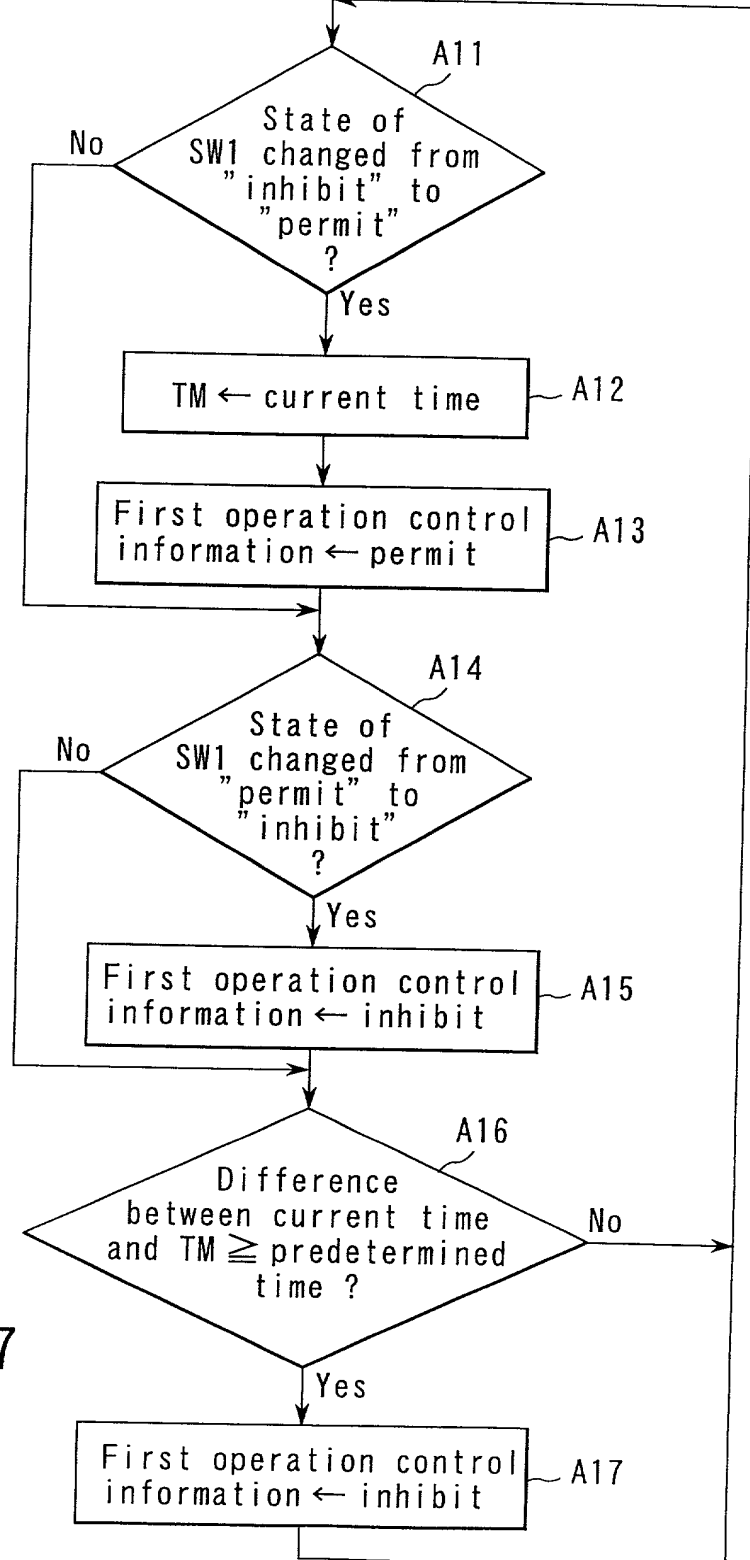 A11
State of
SW1 changed from
"inhibit" to
"permit"
?
No
Yes
TM ← current time
A12
First operation control
information ← permit
A13
A14
State of
SW1 changed from
"permit" to
"inhibit"
?
No
Yes
First operation control
information ← inhibit
A15
A16
Difference
between current time
and TM ≧ predetermined
time ?
No
7
Yes
First operation control
information ← inhibit
A17